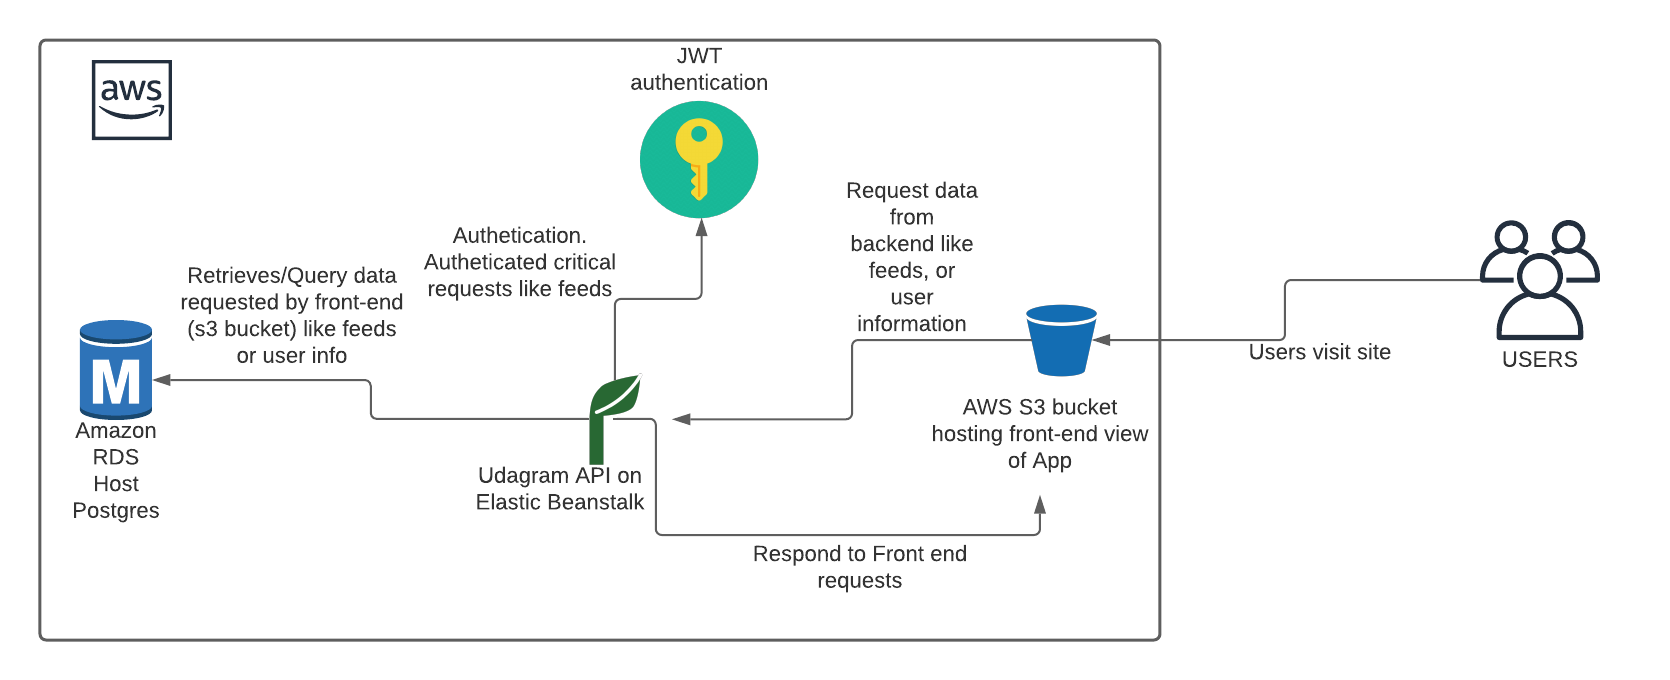 aws
JWT
authentication
Authetication.
Autheticated critical
requests like feeds
Retrieves/Query data
requested by front-end
(s3 bucket) like feeds
or user info
M
Amazon
RDS
Host
Postgres
Udagram API on
Elastic Beanstalk
Request data
from
backend like
feeds, or
user
information
AWS S3 bucket
hosting front-end view
of App
Respond to Front end
requests
Users visit site
USERS